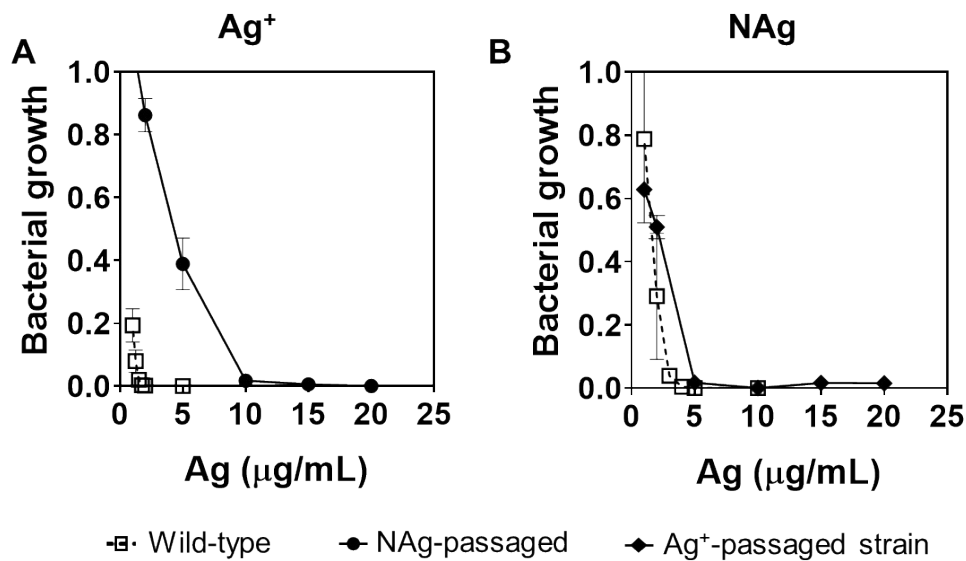 Ag⁺
NAg
A
B
1.0
0.8
0.6
0.4
0.2
0.0
Bacterial growth
0 5 10 15 20 25
Ag (μg/mL)
1.0
0.8
0.6
0.4
0.2
0.0
Bacterial growth
0 5 10 15 20 25
Ag (μg/mL)
Wild-type NAg-passaged Ag⁺-passaged strain